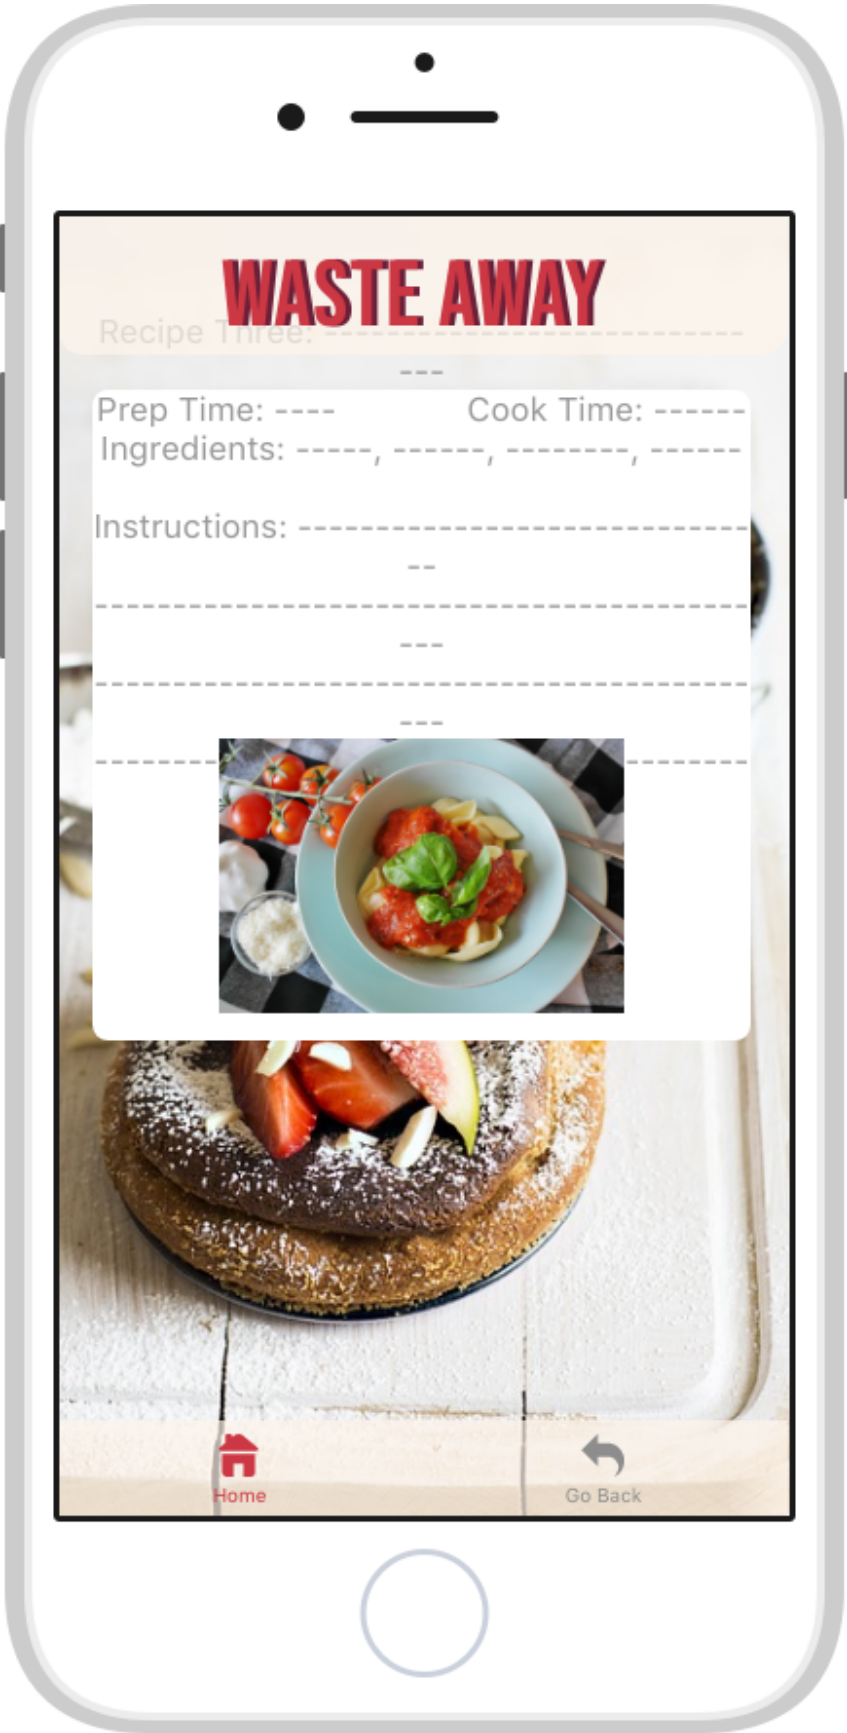 WASTE AWAY
Recipe Three: ----------------------------
---
Prep Time: ---- Cook Time: ------
Ingredients: -----, ------, --------, ------
Instructions: -----------------------------
--
------------------------------------------
---
------------------------------------------
---
-------- --------
Home
Go Back